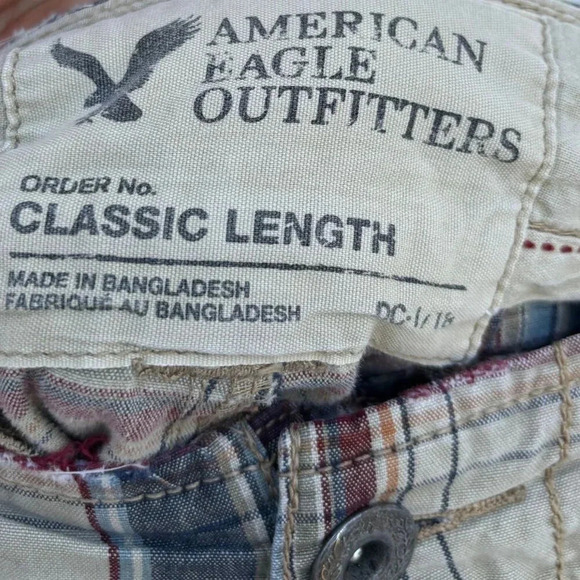 AMERICAN
EAGLE
OUTFITTERS
ORDER No.
CLASSIC LENGTH
MADE IN BANGLADESH
FABRIQUÉ AU BANGLADESH DC-1/18